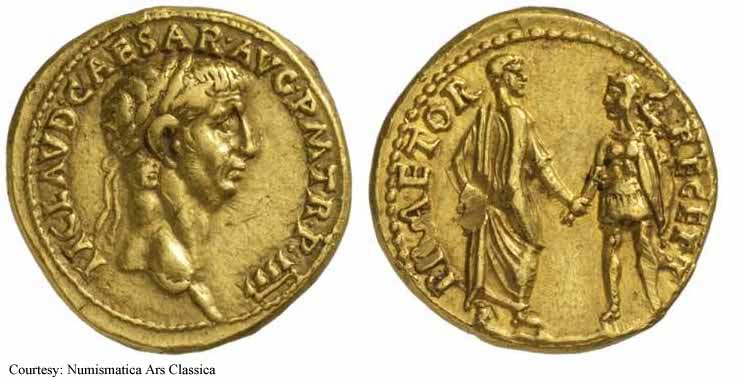 TI·CLAVD·CAESAR·AVG·P·M·TR·P·IIII
PRAETOR RECEPT
Courtesy: Numismatica Ars Classica